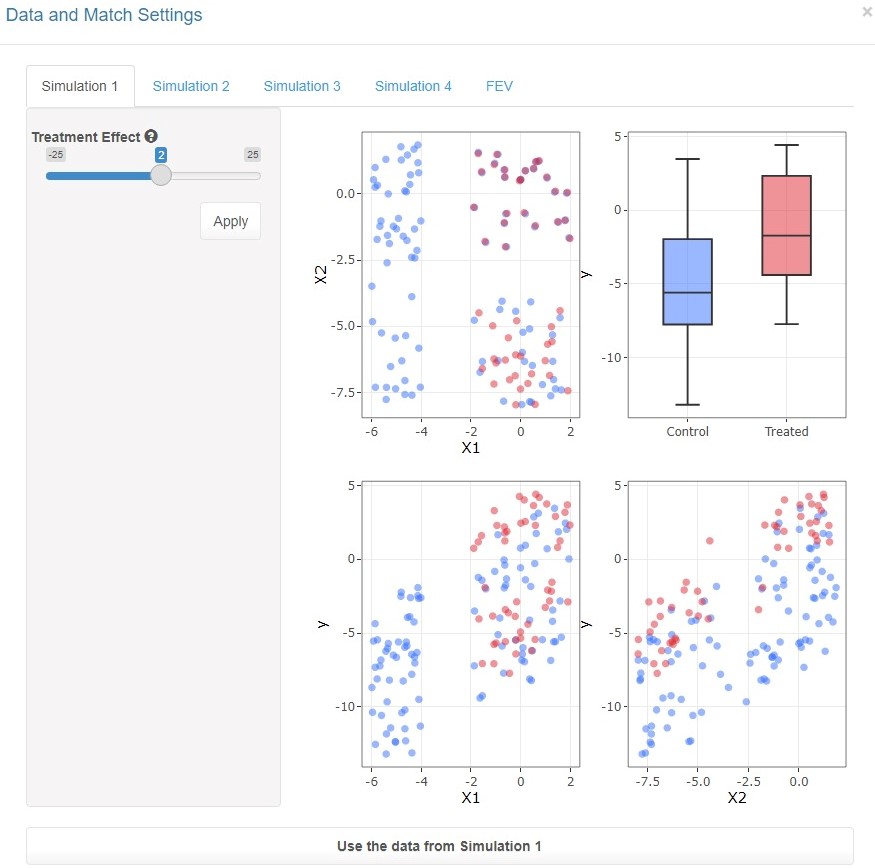 Data and Match Settings
×
Simulation 1 Simulation 2 Simulation 3 Simulation 4 FEV
Treatment Effect ?
-25 2 25
Apply
X2
0.0
-2.5
-5.0
-7.5
-6 -4 -2 0 2
X1
y
5
0
-5
-10
Control Treated
y
5
0
-5
-10
-6 -4 -2 0 2
X1
y
5
0
-5
-10
-7.5 -5.0 -2.5 0.0
X2
Use the data from Simulation 1